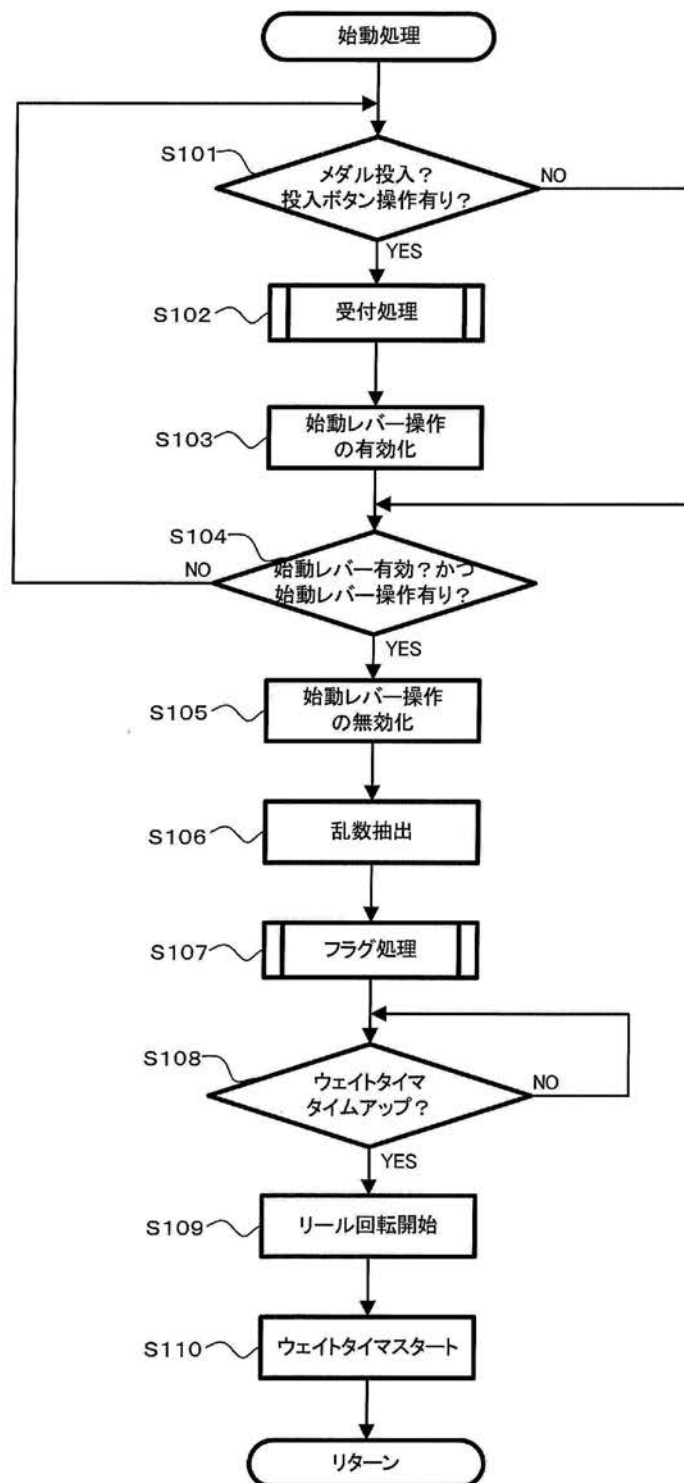 始動処理
S101
メダル投入？
投入ボタン操作有り？
NO
YES
S102
受付処理
S103
始動レバー操作
の有効化
S104
始動レバー有効？かつ
始動レバー操作有り？
NO
YES
S105
始動レバー操作
の無効化
S106
乱数抽出
S107
フラグ処理
S108
ウェイトタイマ
タイムアップ？
NO
YES
S109
リール回転開始
S110
ウェイトタイマスタート
リターン